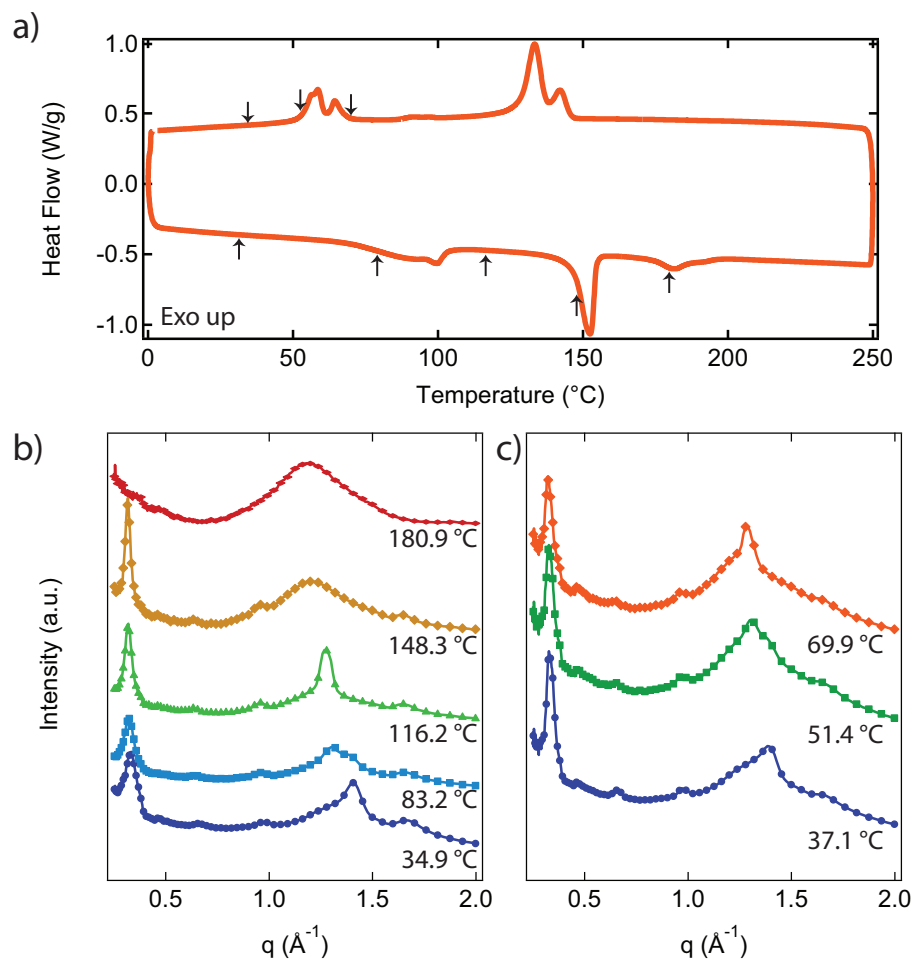 a)
Heat Flow (W/g)
1.0
0.5
0.0
-0.5
-1.0
Exo up
0
50
100
150
200
250
Temperature (°C)
b)
Intensity (a.u.)
180.9 °C
148.3 °C
116.2 °C
83.2 °C
34.9 °C
0.5
1.0
1.5
2.0
q (Å⁻¹)
c)
69.9 °C
51.4 °C
37.1 °C
0.5
1.0
1.5
2.0
q (Å⁻¹)